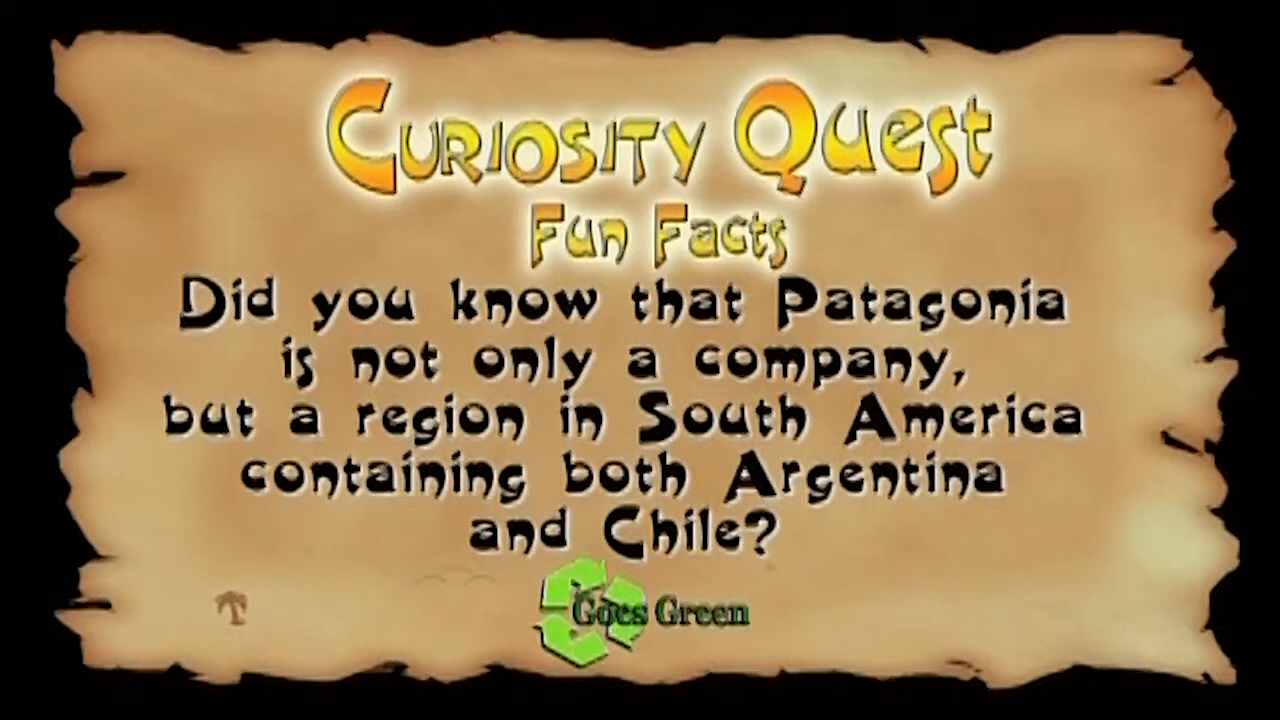 Curiosity Quest
Fun Facts
Did you know that Patagonia
is not only a company,
but a region in South America
containing both Argentina
and Chile?
Goes Green